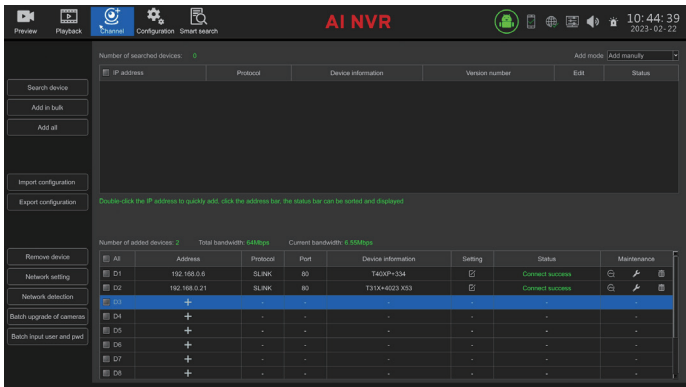 AI NVR
10:44:39
2023-02-22
Preview Playback Channel Configuration Smart search
Number of searched devices: 0 Add mode Add manully
IP address Protocol Device information Version number Edit Status
Search device
Add in bulk
Add all
Import configuration
Export configuration
Double-click the IP address to quickly add, click the address bar, the status bar can be sorted and displayed
Number of added devices: 2 Total bandwidth: 64Mbps Current bandwidth: 6.55Mbps
Remove device
Network setting
Network detection
Batch upgrade of cameras
Batch input user and pwd
All Address Protocol Port Device information Setting Status Maintenance
D1 192.168.0.6 SLINK 80 T40XP+334 Connect success
D2 192.168.0.21 SLINK 80 T31X+4023 X53 Connect success
D3 + - - - - - -
D4 + - - - - - -
D5 + - - - - - -
D6 + - - - - - -
D7 + - - - - - -
D8 + - - - - - -